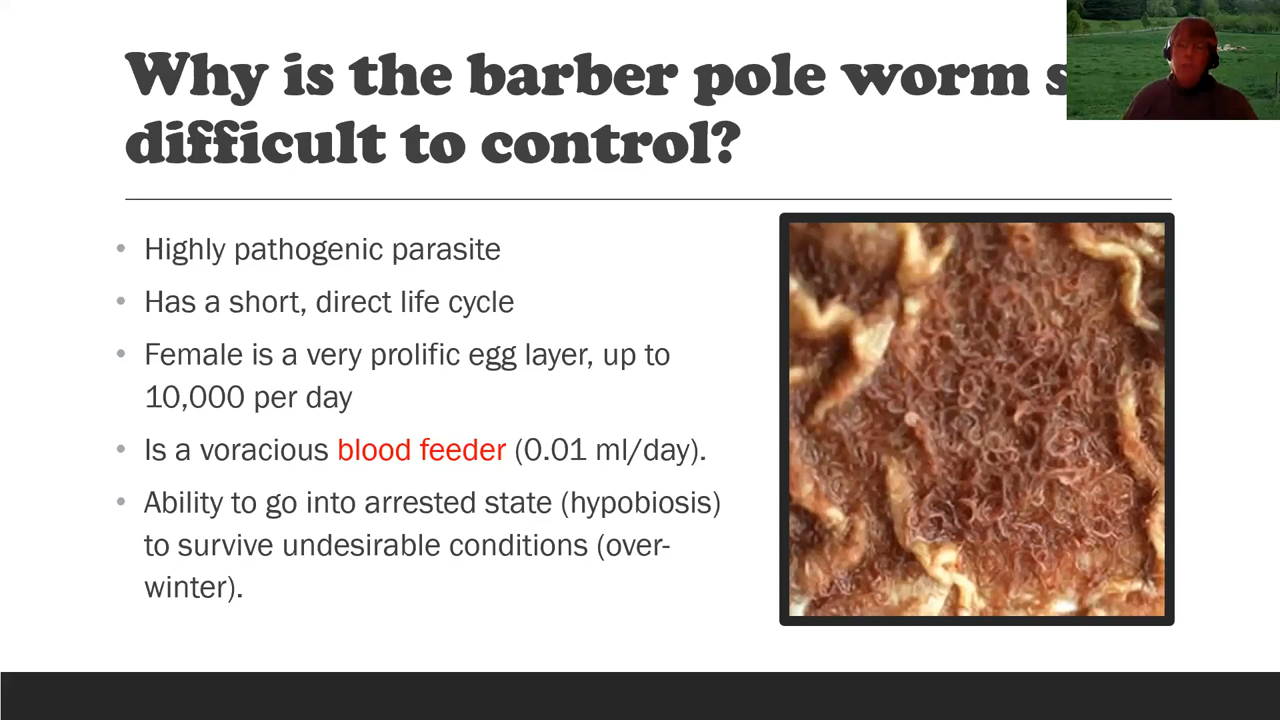 Why is the barber pole worm s
difficult to control?
• Highly pathogenic parasite
• Has a short, direct life cycle
• Female is a very prolific egg layer, up to
10,000 per day
• Is a voracious blood feeder (0.01 ml/day).
• Ability to go into arrested state (hypobiosis)
to survive undesirable conditions (over-
winter).